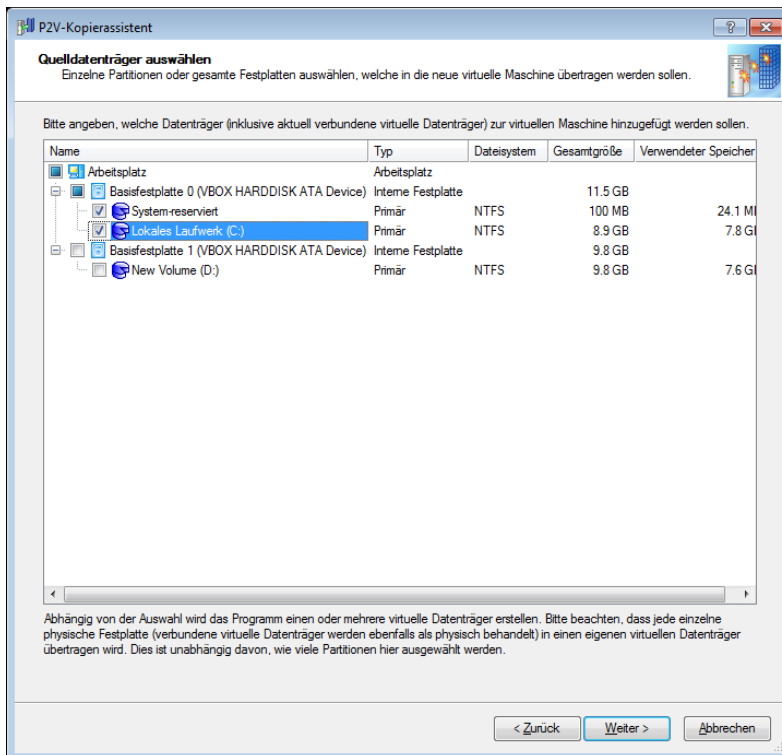 P2V-Kopierassistent
Quelldatenträger auswählen
Einzelne Partitionen oder gesamte Festplatten auswählen, welche in die neue virtuelle Maschine übertragen werden sollen.
Bitte angeben, welche Datenträger (inklusive aktuell verbundene virtuelle Datenträger) zur virtuellen Maschine hinzugefügt werden sollen.
Name Typ Dateisystem Gesamtgröße Verwendeter Speicher
Arbeitsplatz Arbeitsplatz
Basisfestplatte 0 (VBOX HARDDISK ATA Device) Interne Festplatte 11.5 GB
System-reserviert Primär NTFS 100 MB 24.1
Lokales Laufwerk (C:) Primär NTFS 8.9 GB 7.8
Basisfestplatte 1 (VBOX HARDDISK ATA Device) Interne Festplatte 9.8 GB
New Volume (D:) Primär NTFS 9.8 GB 7.6
Abhängig von der Auswahl wird das Programm einen oder mehrere virtuelle Datenträger erstellen. Bitte beachten, dass jede einzelne
physische Festplatte (verbundene virtuelle Datenträger werden ebenfalls als physisch behandelt) in einen eigenen virtuellen Datenträger
übertragen wird. Dies ist unabhängig davon, wie viele Partitionen hier ausgewählt werden.
< Zurück Weiter > Abbrechen